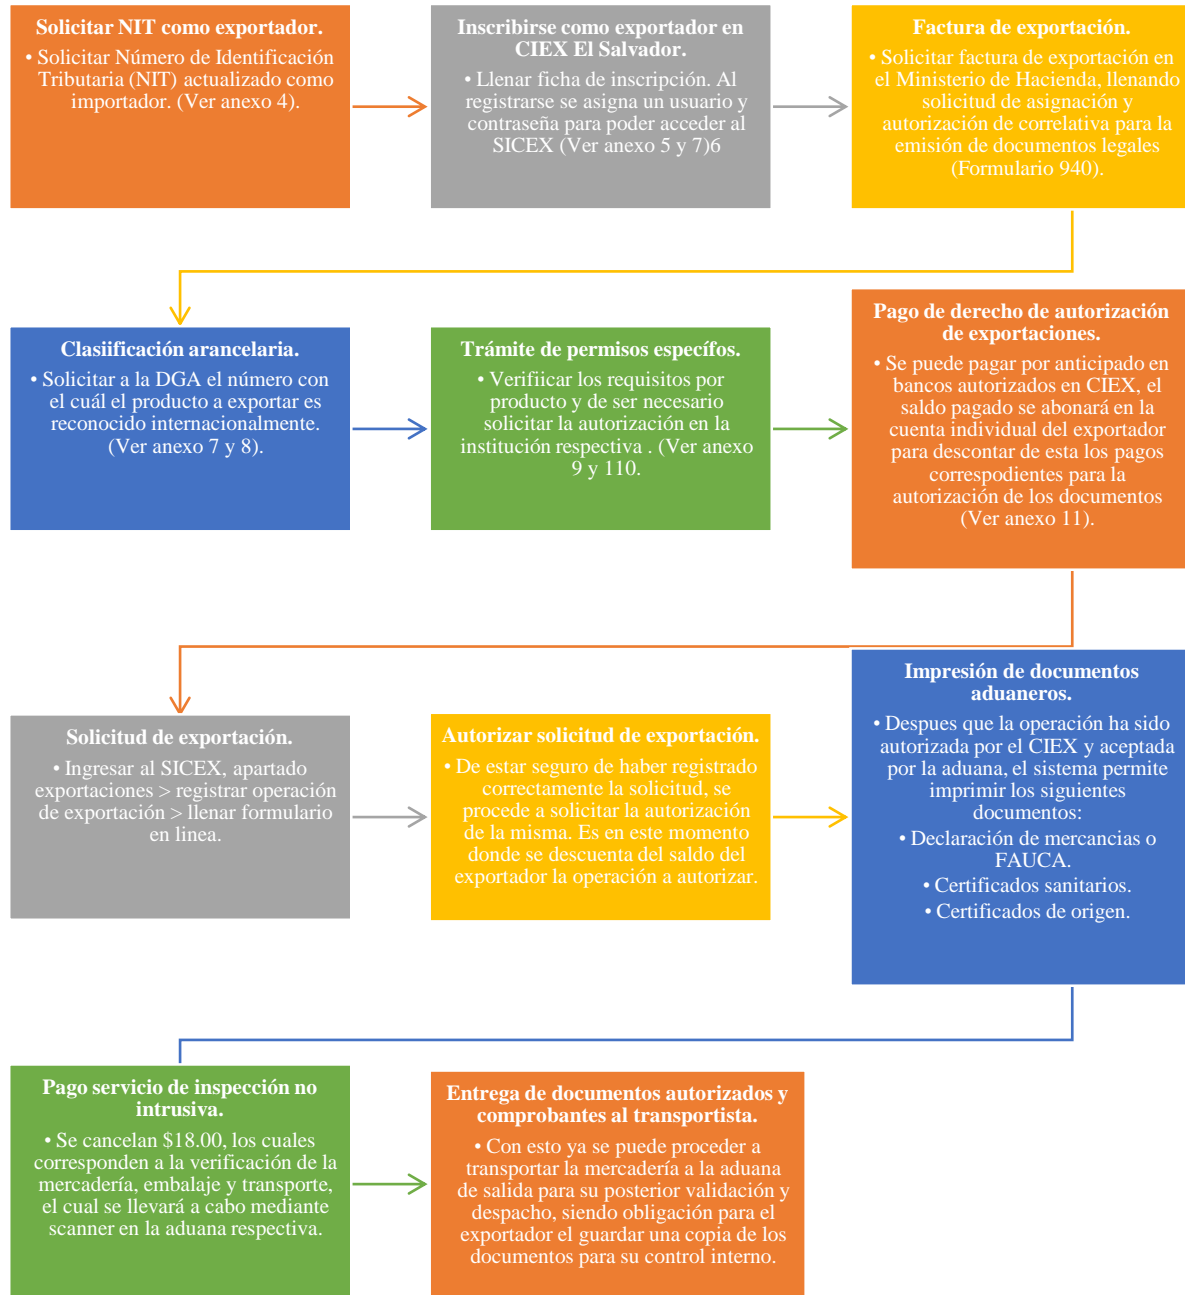 Solicitar NIT como exportador.
• Solicitar Número de Identificación
Tributaria (NIT) actualizado como
importador. (Ver anexo 4).
Inscribirse como exportador en
CIEX El Salvador.
• Llenar ficha de inscripción. Al
registrarse se asigna un usuario y
contraseña para poder acceder al
SICEX (Ver anexo 5 y 7)6
Factura de exportación.
• Solicitar factura de exportación en
el Ministerio de Hacienda, llenando
solicitud de asignación y
autorización de correlativa para la
emisión de documentos legales
(Formulario 940).
Clasiificación arancelaria.
• Solicitar a la DGA el número con
el cuál el producto a exportar es
reconocido internacionalmente.
(Ver anexo 7 y 8).
Trámite de permisos específos.
• Verifiicar los requisitos por
producto y de ser necesario
solicitar la autorización en la
institución respectiva . (Ver anexo
9 y 110.
Pago de derecho de autorización
de exportaciones.
• Se puede pagar por anticipado en
bancos autorizados en CIEX, el
saldo pagado se abonará en la
cuenta individual del exportador
para descontar de esta los pagos
correspodientes para la
autorización de los documentos
(Ver anexo 11).
Solicitud de exportación.
• Ingresar al SICEX, apartado
exportaciones > registrar operación
de exportación > llenar formulario
en linea.
Autorizar solicitud de exportación.
• De estar seguro de haber registrado
correctamente la solicitud, se
procede a solicitar la autorización
de la misma. Es en este momento
donde se descuenta del saldo del
exportador la operación a autorizar.
Impresión de documentos
aduaneros.
• Despues que la operación ha sido
autorizada por el CIEX y aceptada
por la aduana, el sistema permite
imprimir los siguientes
documentos:
• Declaración de mercancias o
FAUCA.
• Certificados sanitarios.
• Certificados de origen.
Pago servicio de inspección no
intrusiva.
• Se cancelan $18.00, los cuales
corresponden a la verificación de la
mercadería, embalaje y transporte,
el cual se llevará a cabo mediante
scanner en la aduana respectiva.
Entrega de documentos autorizados y
comprobantes al transportista.
• Con esto ya se puede proceder a
transportar la mercadería a la aduana
de salida para su posterior validación y
despacho, siendo obligación para el
exportador el guardar una copia de los
documentos para su control interno.